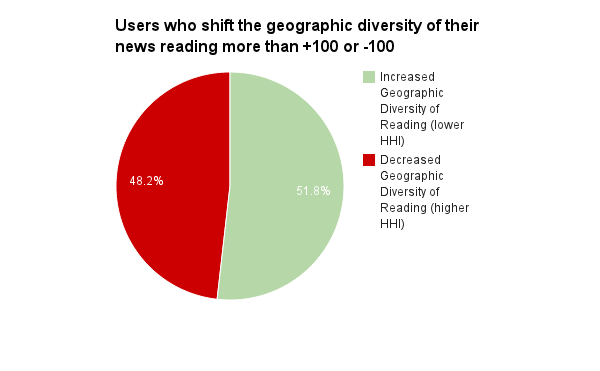 Users who shift the geographic diversity of their
news reading more than +100 or -100
48.2%
51.8%
Increased
Geographic
Diversity of
Reading (lower
HHI)
Decreased
Geographic
Diversity of
Reading (higher
HHI)